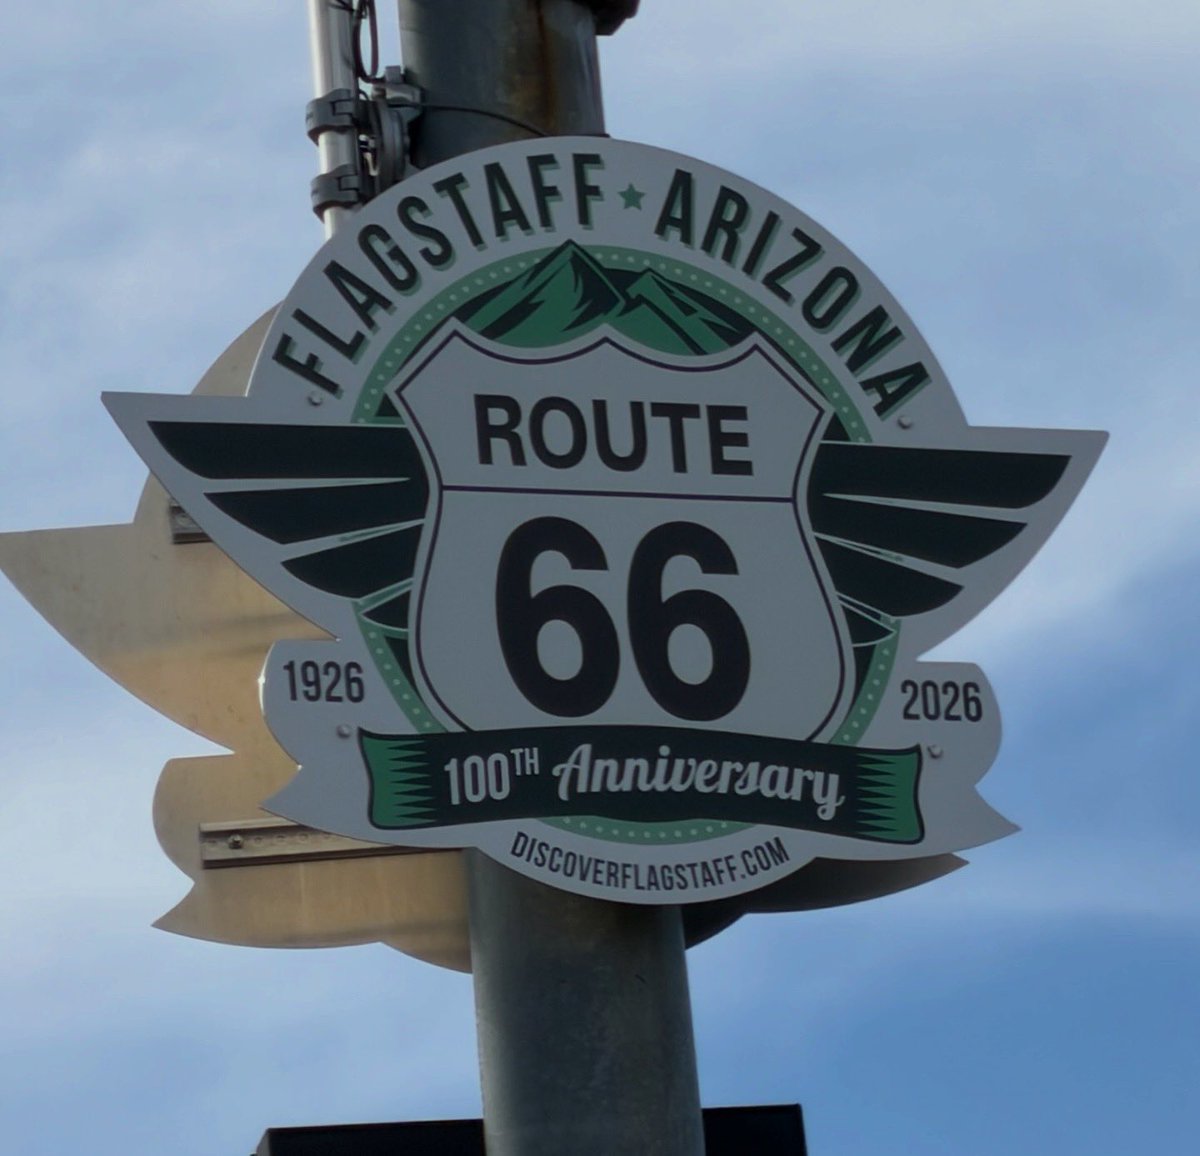 FLAGSTAFF ★ ARIZONA
ROUTE
66
1926
2026
100TH Anniversary
DISCOVERFLAGSTAFF.COM